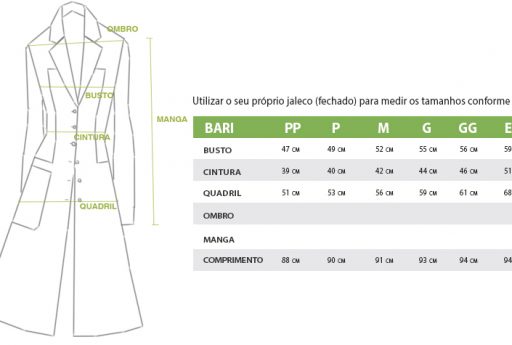 OMBRO
BUSTO
MANGA
CINTURA
QUADRIL
Utilizar o seu próprio jaleco (fechado) para medir os tamanhos conforme
BARI PP P M G GG E
BUSTO 47 CM 49 CM 52 CM 55 CM 56 CM 59
CINTURA 39 CM 40 CM 42 CM 44 CM 46 CM 51
QUADRIL 51 CM 53 CM 56 CM 59 CM 61 CM 68
OMBRO
MANGA
COMPRIMENTO 88 CM 90 CM 91 CM 93 CM 94 CM 94